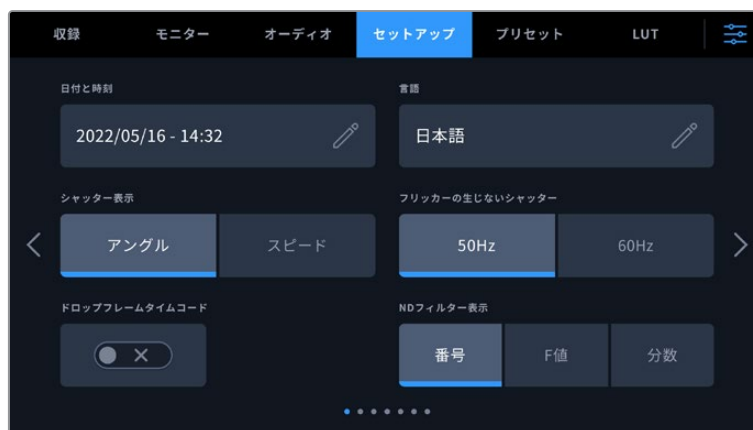 収録 モニター オーディオ セットアップ プリセット LUT
日付と時刻 言語
2022/05/16 - 14:32 日本語
シャッター表示 フリッカーの生じないシャッター
アングル スピード 50Hz 60Hz
ドロップフレームタイムコード NDフィルター表示
番号 F値 分数